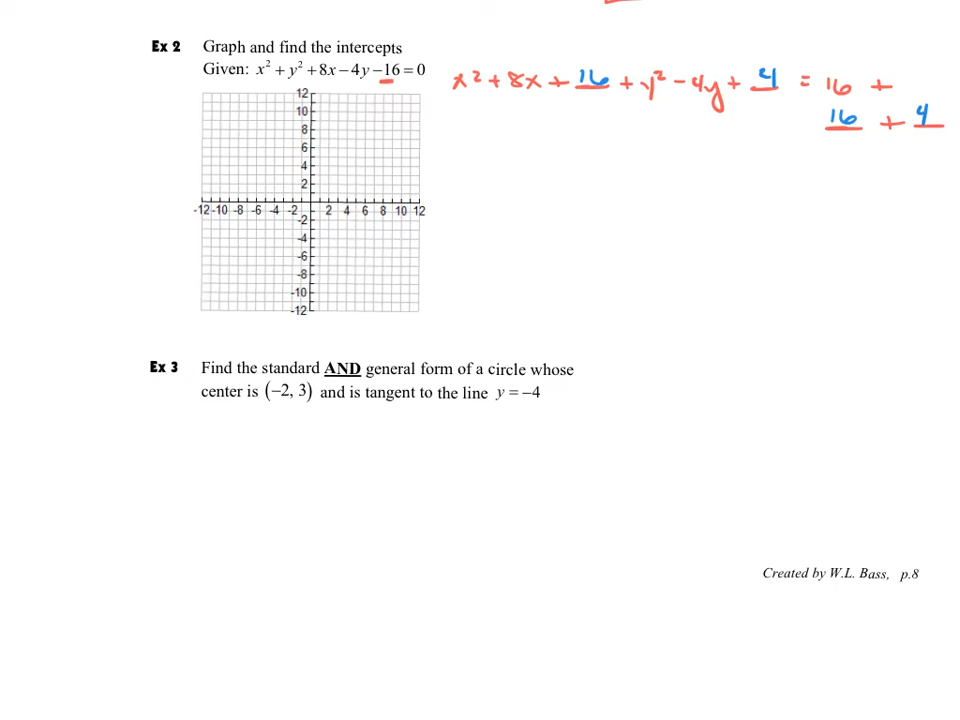 Ex 2 Graph and find the intercepts
Given: x² + y² + 8x − 4y − 16 = 0
x² + 8x + 16 + y² − 4y + 4 = 16 +
16 + 4
12
10
8
6
4
2
-12 -10 -8 -6 -4 -2 2 4 6 8 10 12
-2
-4
-6
-8
-10
-12
Ex 3 Find the standard AND general form of a circle whose
center is (−2, 3) and is tangent to the line y = −4
Created by W.L. Bass, p.8